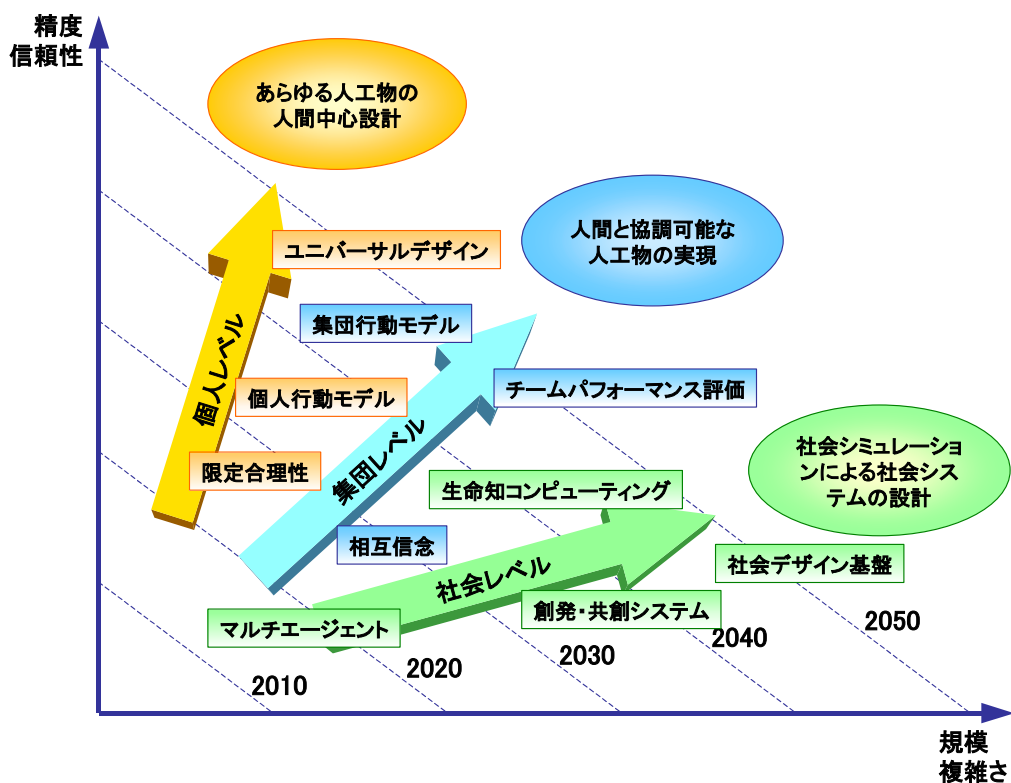 精度
信頼性
あらゆる人工物の
人間中心設計
人間と協調可能な
人工物の実現
ユニバーサルデザイン
集団行動モデル
個人レベル
個人行動モデル
チームパフォーマンス評価
限定合理性
集団レベル
社会シミュレーショ
ンによる社会シス
テムの設計
生命知コンピューティング
相互信念
社会レベル
社会デザイン基盤
マルチエージェント
創発・共創システム
2010
2020
2030
2040
2050
規模
複雑さ